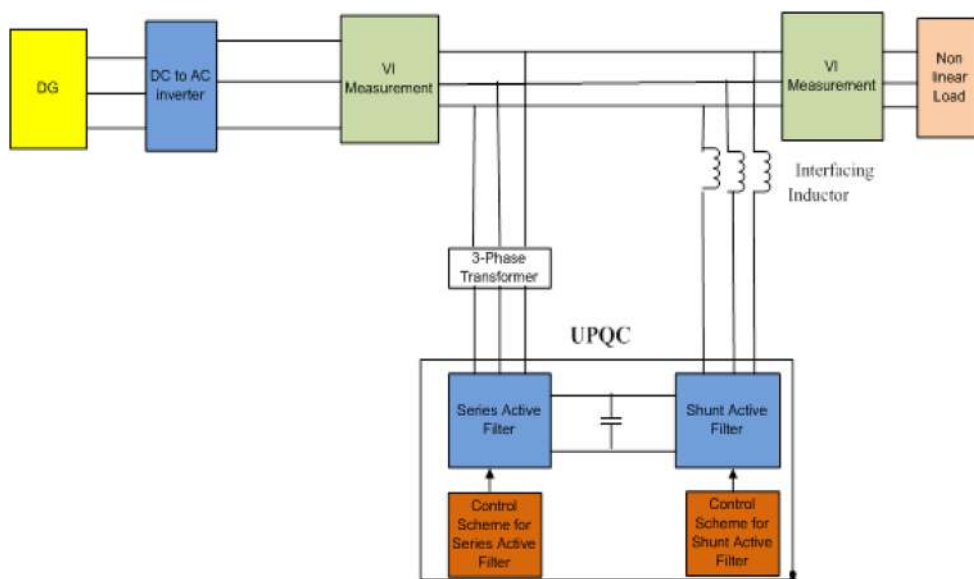 DG
DC to AC
inverter
VI
Measurement
VI
Measurement
Non
linear
Load
Interfacing
Inductor
3-Phase
Transformer
UPQC
Series Active
Filter
Shunt Active
Filter
Control
Scheme for
Series Active
Filter
Control
Scheme for
Shunt Active
Filter